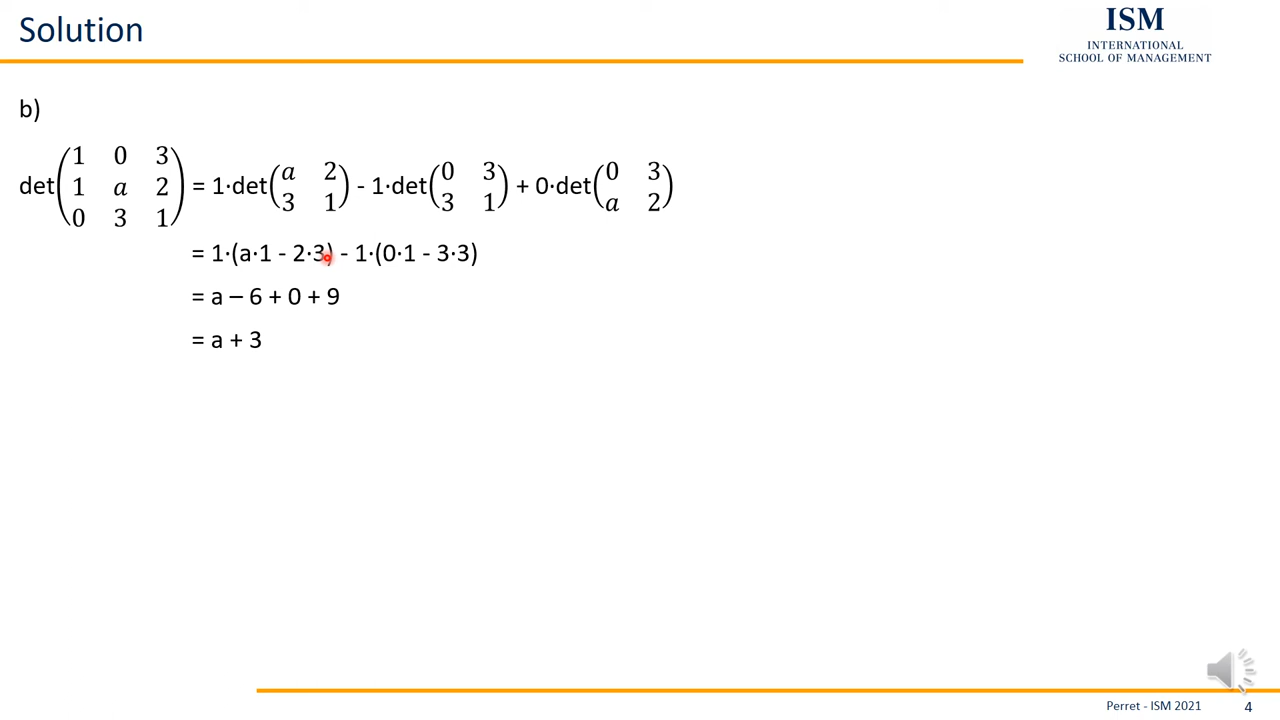 Solution
ISM
INTERNATIONAL
SCHOOL OF MANAGEMENT
b)
det(1 0 3; 1 a 2; 0 3 1) = 1·det(a 2; 3 1) - 1·det(0 3; 3 1) + 0·det(0 3; a 2)
= 1·(a·1 - 2·3) - 1·(0·1 - 3·3)
= a – 6 + 0 + 9
= a + 3
Perret - ISM 2021
4